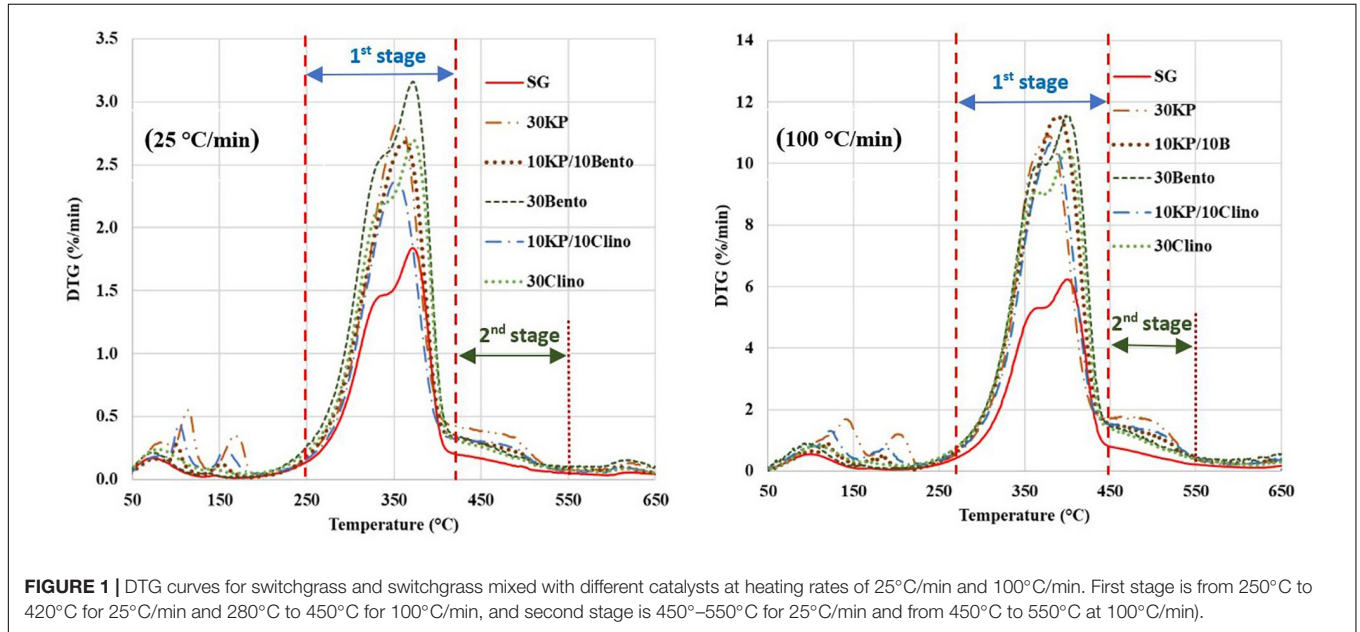 3.5
3.0
2.5
2.0
1.5
1.0
0.5
0.0
DTG (%/min)
50 150 250 350 450 550 650
Temperature (°C)
(25 °C/min)
1st stage
2nd stage
SG
30KP
10KP/10Bento
30Bento
10KP/10Clino
30Clino
14
12
10
8
6
4
2
0
DTG (%/min)
50 150 250 350 450 550 650
Temperature (°C)
(100 °C/min)
1st stage
2nd stage
SG
30KP
10KP/10B
30Bento
10KP/10Clino
30Clino
FIGURE 1 | DTG curves for switchgrass and switchgrass mixed with different catalysts at heating rates of 25°C/min and 100°C/min. First stage is from 250°C to
420°C for 25°C/min and 280°C to 450°C for 100°C/min, and second stage is 450°–550°C for 25°C/min and from 450°C to 550°C at 100°C/min).